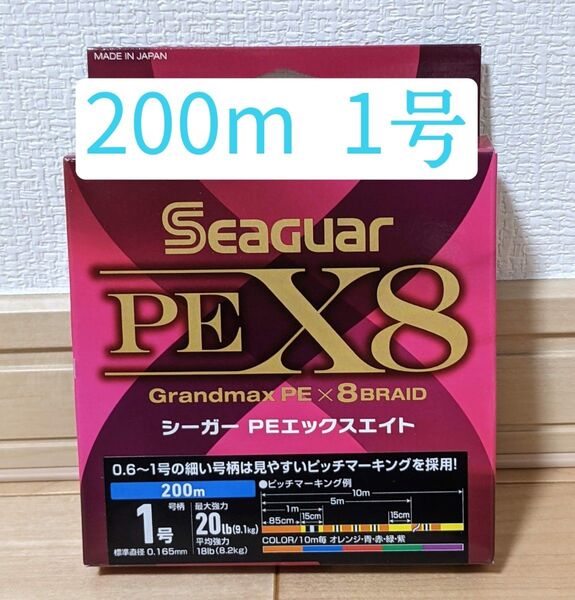 MADE IN JAPAN
200m 1号
Seaguar
PE X8
Grandmax PE × 8 BRAID
シーガー PEエックスエイト
0.6〜1号の細い号柄は見やすいピッチマーキングを採用!
200m
号柄
1号
標準直径 0.165mm
最大強力
20lb(9.1kg)
平均強力
18lb(8.2kg)
●ピッチマーキング例
10m
5m
1m
85cm
15cm
15cm
COLOR/10m毎 オレンジ・青・赤・緑・紫